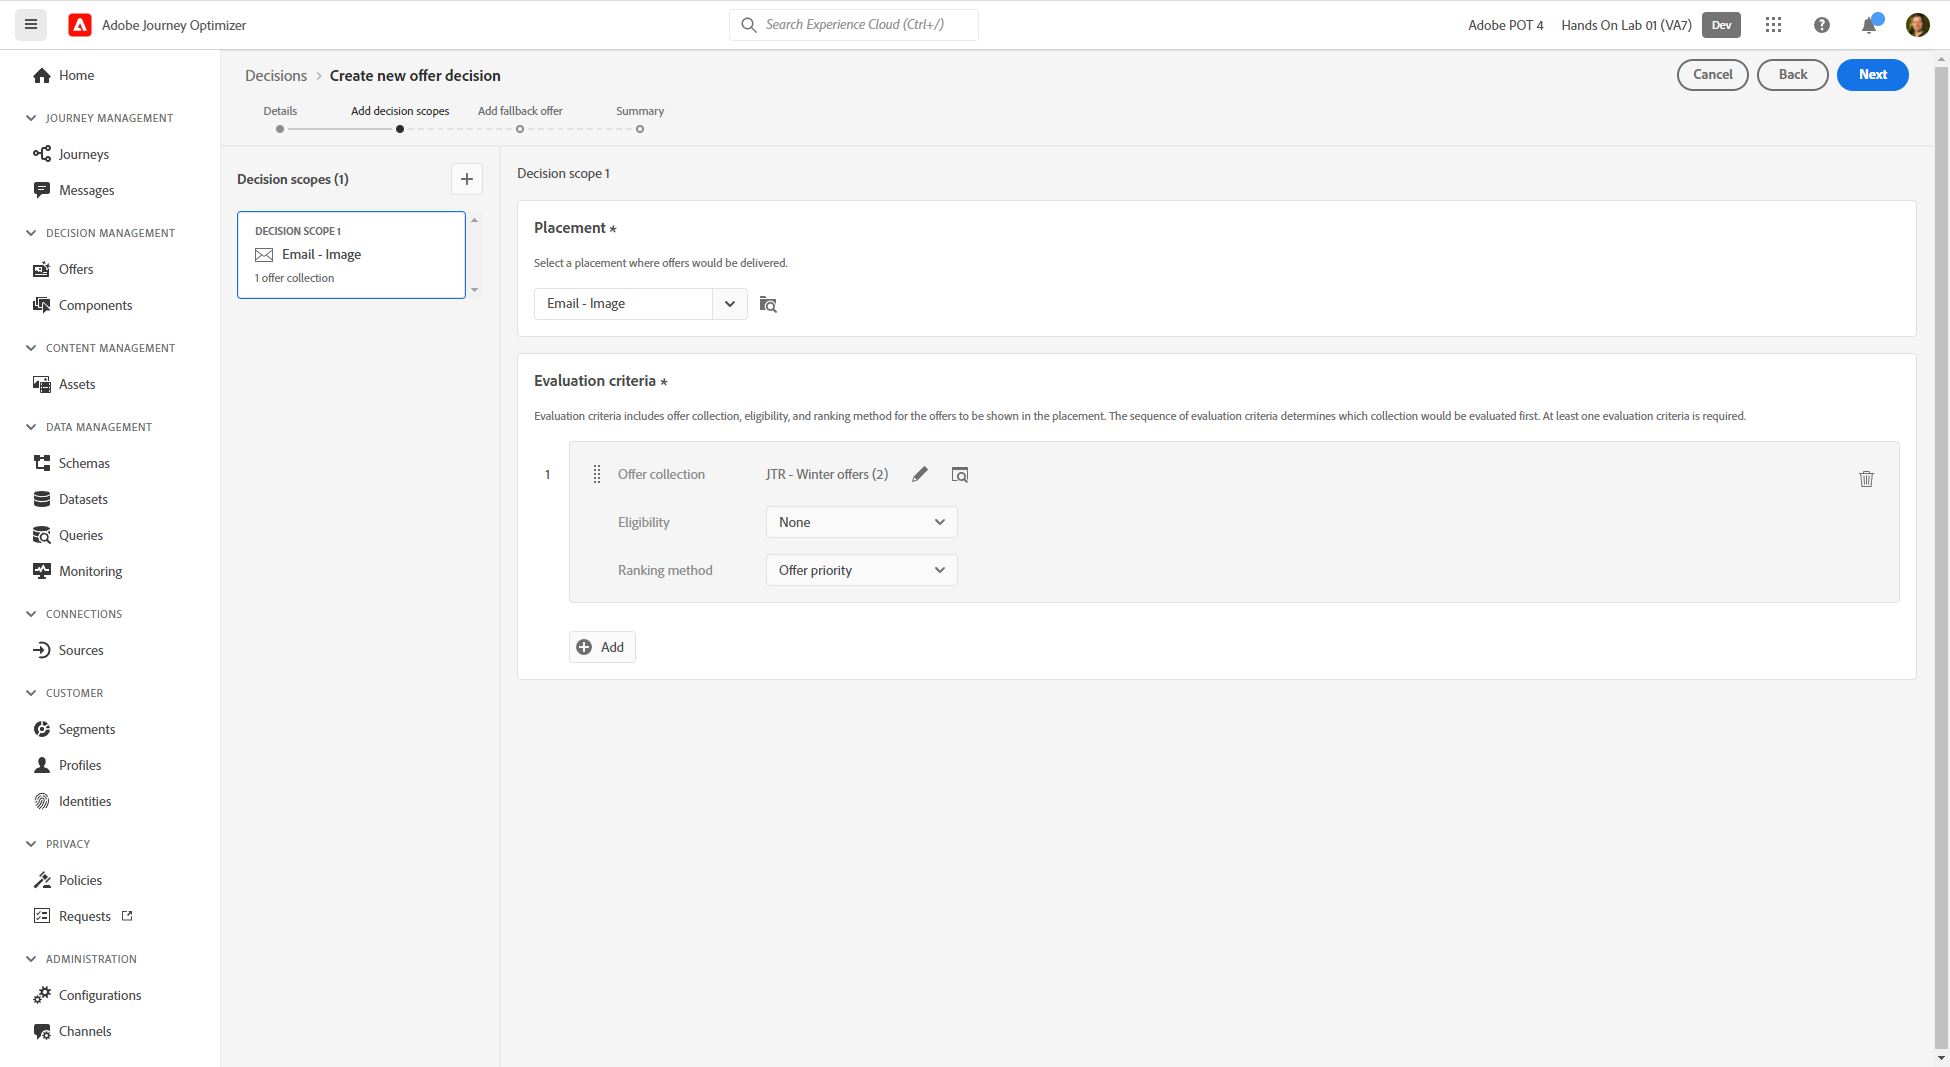 Adobe Journey Optimizer
Search Experience Cloud (Ctrl+/)
Adobe POT 4
Hands On Lab 01 (VA7)
Dev
Home
JOURNEY MANAGEMENT
Journeys
Messages
DECISION MANAGEMENT
Offers
Components
CONTENT MANAGEMENT
Assets
DATA MANAGEMENT
Schemas
Datasets
Queries
Monitoring
CONNECTIONS
Sources
CUSTOMER
Segments
Profiles
Identities
PRIVACY
Policies
Requests
ADMINISTRATION
Configurations
Channels
Decisions > Create new offer decision
Cancel
Back
Next
Details
Add decision scopes
Add fallback offer
Summary
Decision scopes (1)
DECISION SCOPE 1
Email - Image
1 offer collection
Decision scope 1
Placement *
Select a placement where offers would be delivered.
Email - Image
Evaluation criteria *
Evaluation criteria includes offer collection, eligibility, and ranking method for the offers to be shown in the placement. The sequence of evaluation criteria determines which collection would be evaluated first. At least one evaluation criteria is required.
1
Offer collection
JTR - Winter offers (2)
Eligibility
None
Ranking method
Offer priority
Add